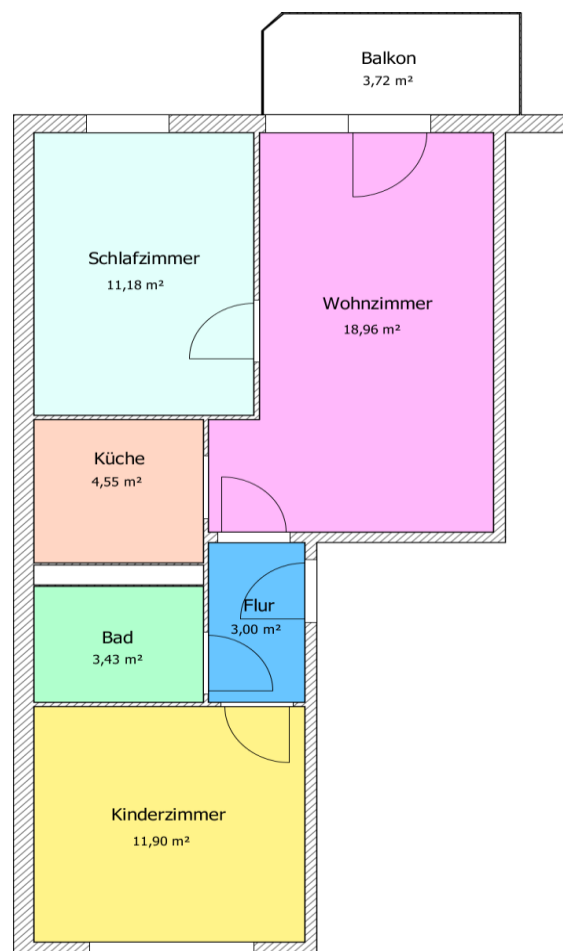 Balkon
3,72 m²
Schlafzimmer
11,18 m²
Wohnzimmer
18,96 m²
Küche
4,55 m²
Flur
3,00 m²
Bad
3,43 m²
Kinderzimmer
11,90 m²